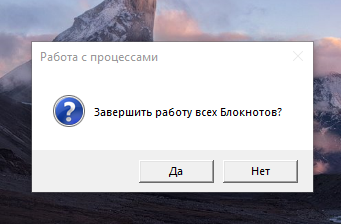 Работа с процессами
Завершить работу всех Блокнотов?
Да
Нет